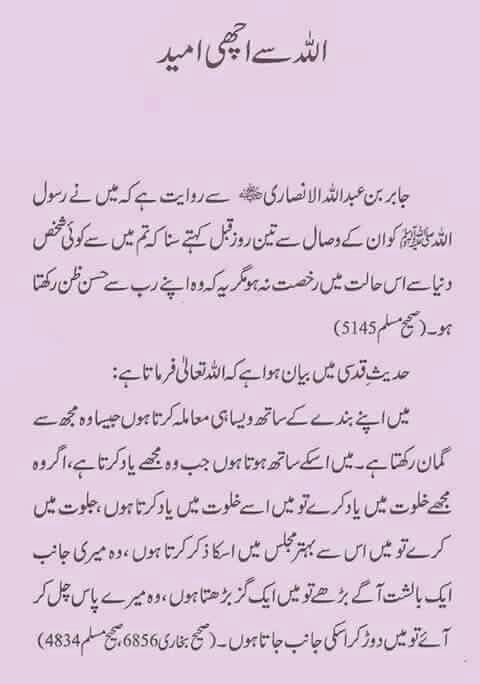 اللہ سے اچھی امید
جابر بن عبداللہ الانصاریؓ سے روایت ہے کہ میں نے رسول
اللہ ﷺ کو ان کے وصال سے تین روز قبل کہتے سنا کہ تم میں سے کوئی شخص
دنیا سے اس حالت میں رخصت نہ ہو مگر یہ کہ وہ اپنے رب سے حسن ظن رکھتا
ہو۔ (صحیح مسلم 5145)
حدیثِ قدسی میں بیان ہوا ہے کہ اللہ تعالیٰ فرماتا ہے:
میں اپنے بندے کے ساتھ ویسا ہی معاملہ کرتا ہوں جیسا وہ مجھ سے
گمان رکھتا ہے۔ میں اسکے ساتھ ہوتا ہوں جب وہ مجھے یاد کرتا ہے، اگر وہ
مجھے خلوت میں یاد کرے تو میں اسے خلوت میں یاد کرتا ہوں، جلوت میں
کرے تو میں اس سے بہتر مجلس میں اسکا ذکر کرتا ہوں، وہ میری جانب
ایک بالشت آگے بڑھے تو میں ایک گز بڑھتا ہوں، وہ میرے پاس چل کر
آئے تو میں دوڑ کر اسکی جانب جاتا ہوں۔ (صحیح بخاری 6856، صحیح مسلم 4834)